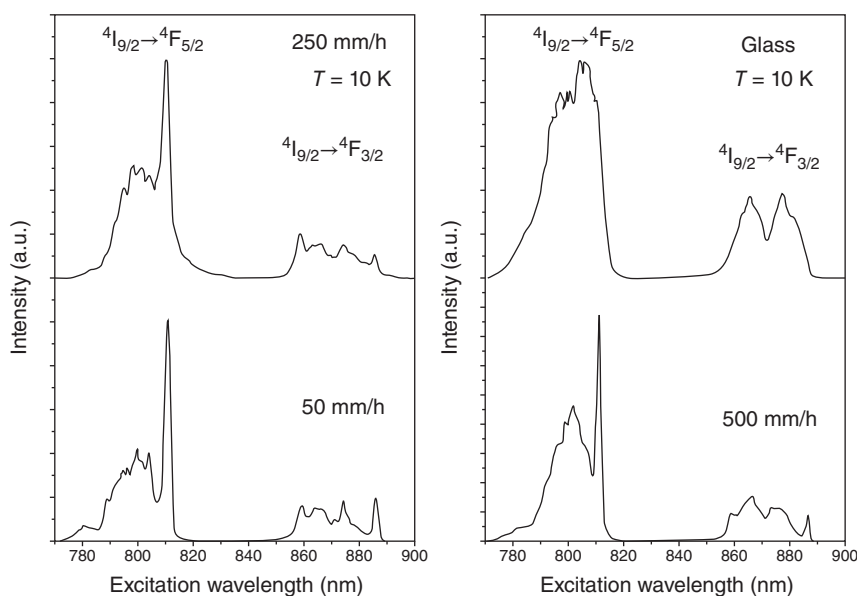 ⁴I₉/₂→⁴F₅/₂
250 mm/h
T = 10 K
⁴I₉/₂→⁴F₃/₂
50 mm/h
Intensity (a.u.)
780 800 820 840 860 880 900
Excitation wavelength (nm)
⁴I₉/₂→⁴F₅/₂
Glass
T = 10 K
⁴I₉/₂→⁴F₃/₂
500 mm/h
Intensity (a.u.)
780 800 820 840 860 880 900
Excitation wavelength (nm)